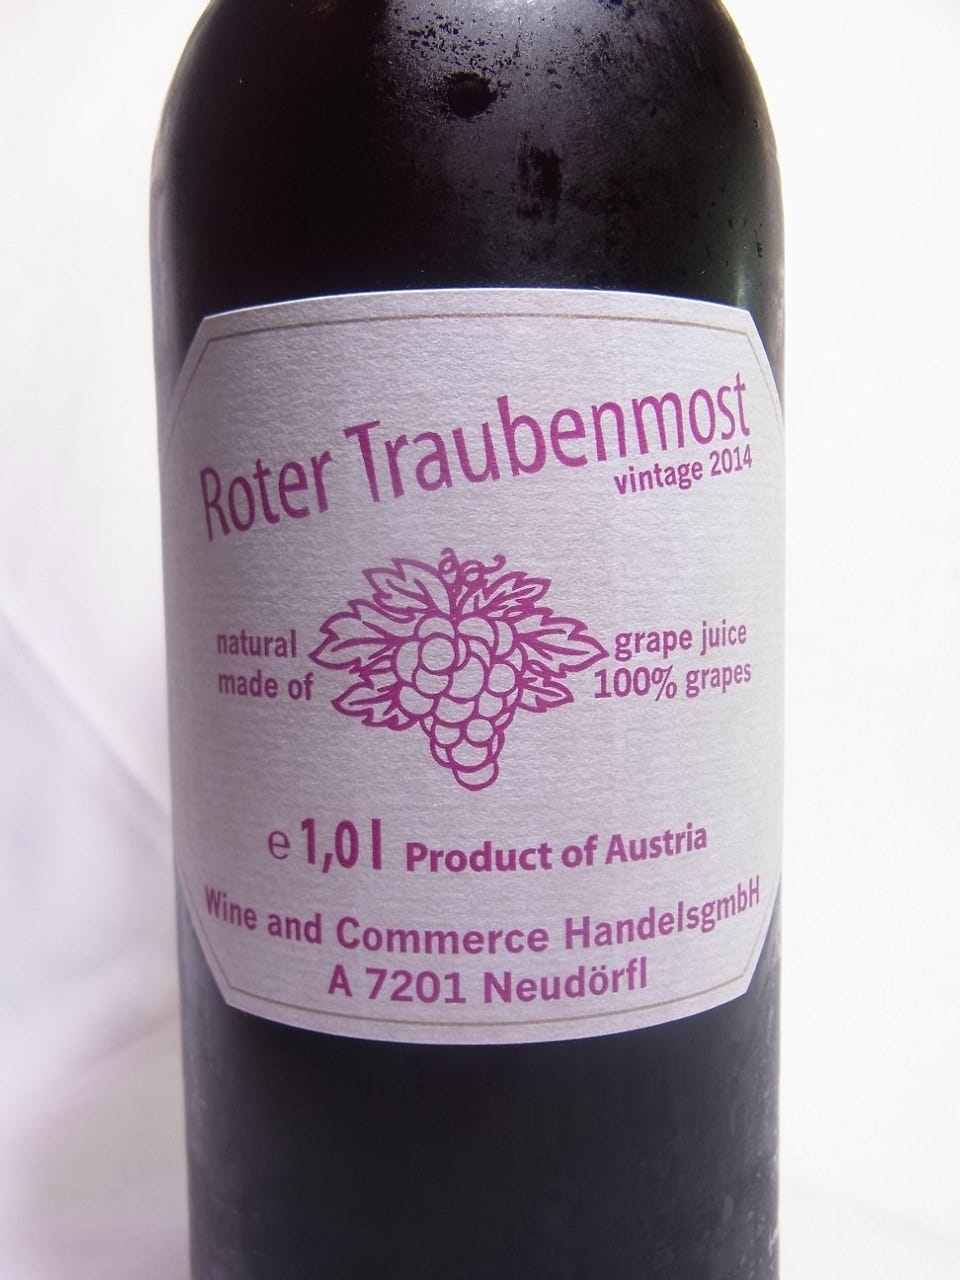 Roter Traubenmost
vintage 2014
natural grape juice
made of 100% grapes
℮ 1,0 l Product of Austria
Wine and Commerce HandelsgmbH
A 7201 Neudörfl